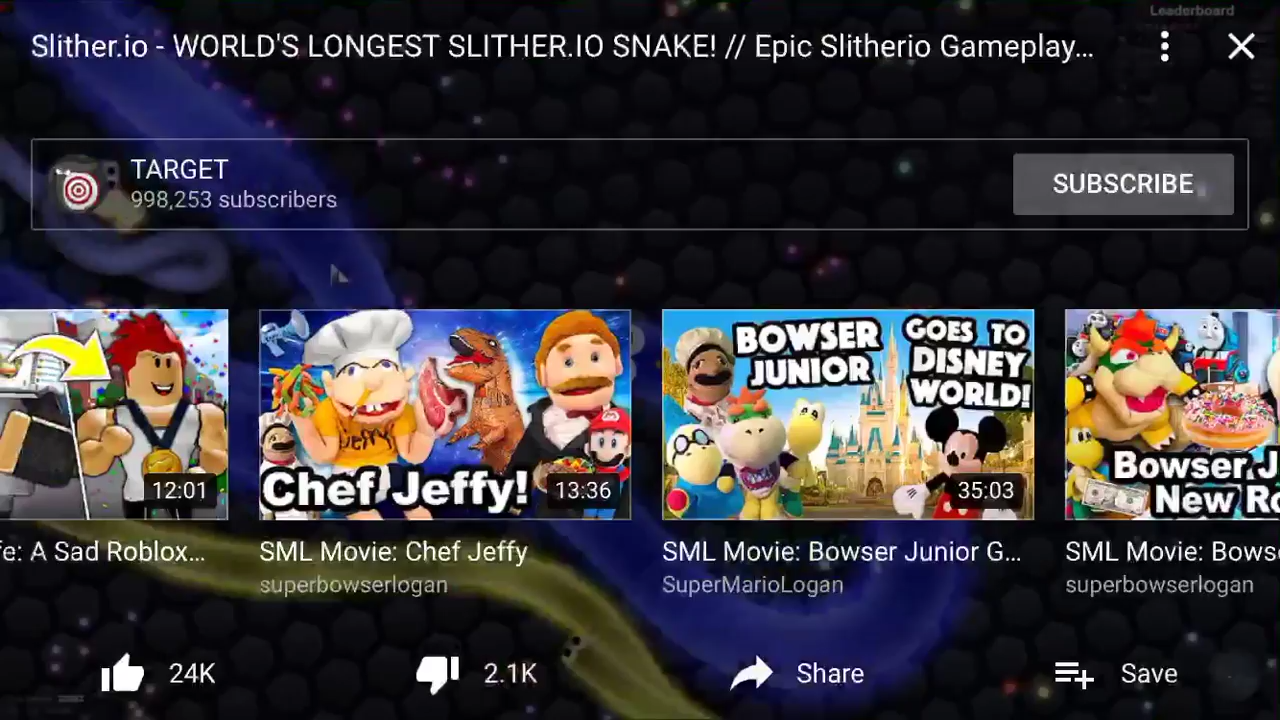 Leaderboard
Slither.io - WORLD'S LONGEST SLITHER.IO SNAKE! // Epic Slitherio Gameplay...
TARGET
998,253 subscribers
SUBSCRIBE
12:01
Chef Jeffy!
Jeffy
13:36
BOWSER JUNIOR
GOES TO
DISNEY
WORLD!
35:03
Bowser J
New Ro
fe: A Sad Roblox...
SML Movie: Chef Jeffy
superbowserlogan
SML Movie: Bowser Junior G...
SuperMarioLogan
SML Movie: Bows
superbowserlogan
24K
2.1K
Share
Save